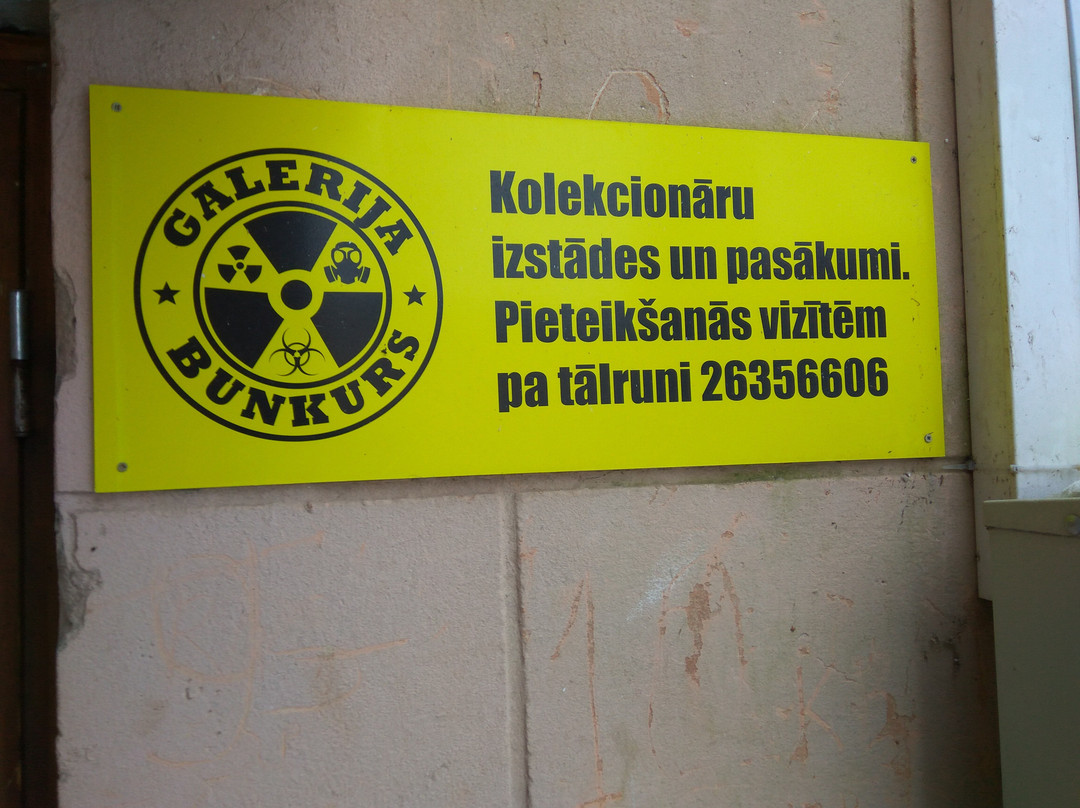 GALERIJA
BUNKURS
Kolekcionāru
izstādes un pasākumi.
Pieteikšanās vizītēm
pa tālruni 26356606